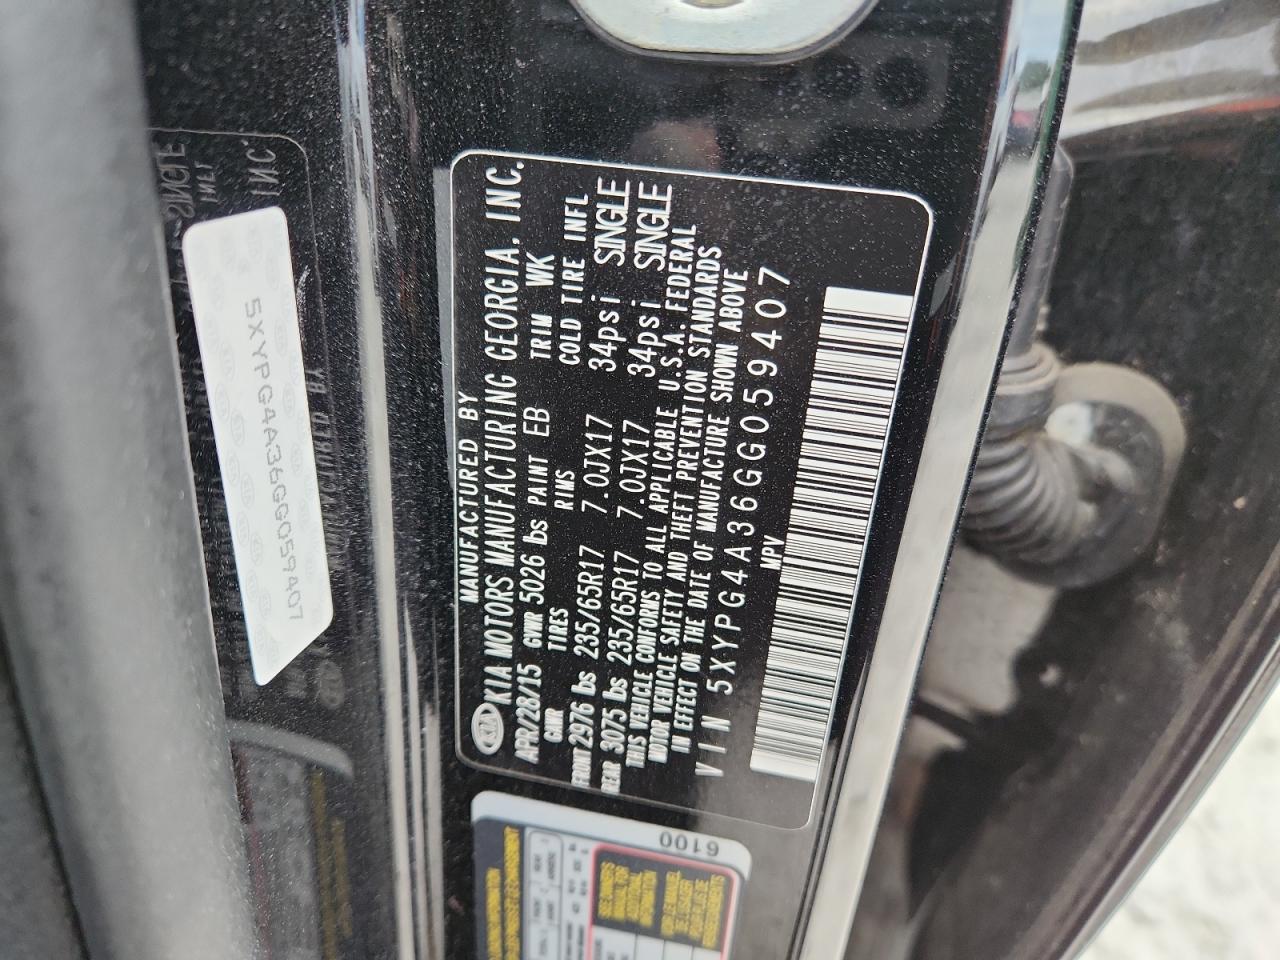 5XYPG4A36GG059407
MANUFACTURED BY
KIA KIA MOTORS MANUFACTURING GEORGIA, INC.
APR/28/15 GVWR 5026 lbs PAINT EB TRIM WK
GAWR TIRES RIMS COLD TIRE INFL
FRONT 2976 lbs 235/65R17 7.0JX17 34psi SINGLE
REAR 3075 lbs 235/65R17 7.0JX17 34psi SINGLE
THIS VEHICLE CONFORMS TO ALL APPLICABLE U.S.A. FEDERAL
MOTOR VEHICLE SAFETY AND THEFT PREVENTION STANDARDS
IN EFFECT ON THE DATE OF MANUFACTURE SHOWN ABOVE
VIN 5XYPG4A36GG059407
MPV
6100